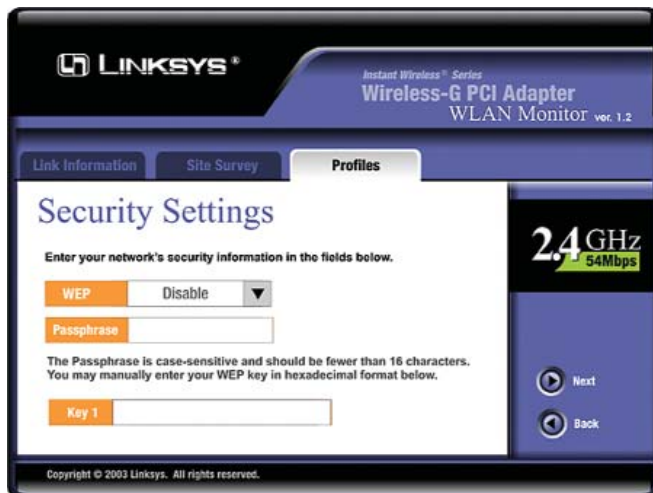 LINKSYS®
Instant Wireless® Series
Wireless-G PCI Adapter
WLAN Monitor ver. 1.2
Link Information
Site Survey
Profiles
Security Settings
Enter your network's security information in the fields below.
WEP
Disable
Passphrase
The Passphrase is case-sensitive and should be fewer than 16 characters.
You may manually enter your WEP key in hexadecimal format below.
Key 1
2.4 GHz
54Mbps
Next
Back
Copyright © 2003 Linksys. All rights reserved.